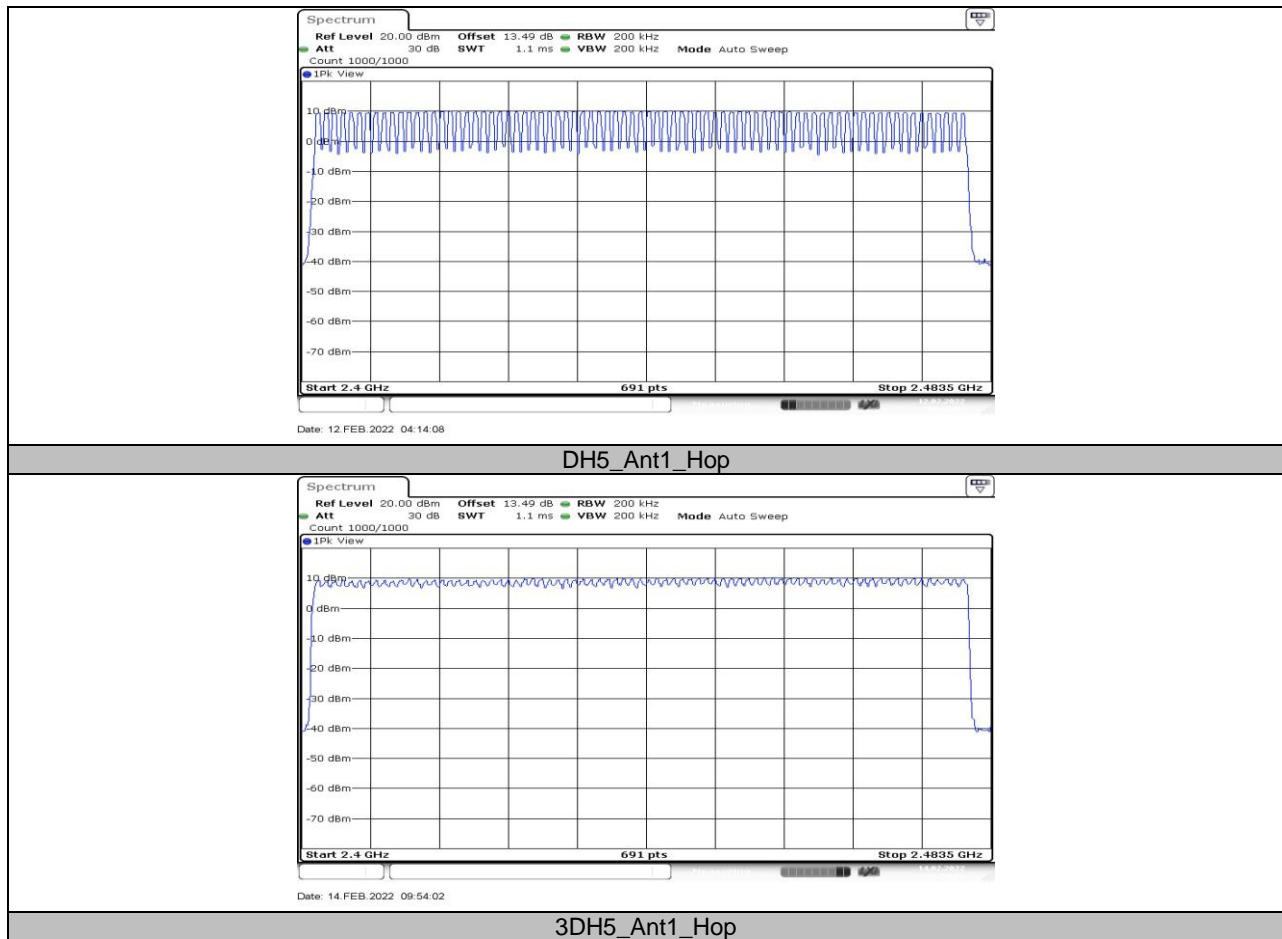 Spectrum
Ref Level 20.00 dBm Offset 13.49 dB RBW 200 kHz
Att 30 dB SWT 1.1 ms VBW 200 kHz Mode Auto Sweep
Count 1000/1000
1Pk View
10 dBm
0 dBm
-10 dBm
-20 dBm
-30 dBm
-40 dBm
-50 dBm
-60 dBm
-70 dBm
Start 2.4 GHz 691 pts Stop 2.4835 GHz
Date: 12.FEB.2022 04:14:08
DH5_Ant1_Hop
Spectrum
Ref Level 20.00 dBm Offset 13.49 dB RBW 200 kHz
Att 30 dB SWT 1.1 ms VBW 200 kHz Mode Auto Sweep
Count 1000/1000
1Pk View
10 dBm
0 dBm
-10 dBm
-20 dBm
-30 dBm
-40 dBm
-50 dBm
-60 dBm
-70 dBm
Start 2.4 GHz 691 pts Stop 2.4835 GHz
Date: 14.FEB.2022 09:54:02
3DH5_Ant1_Hop